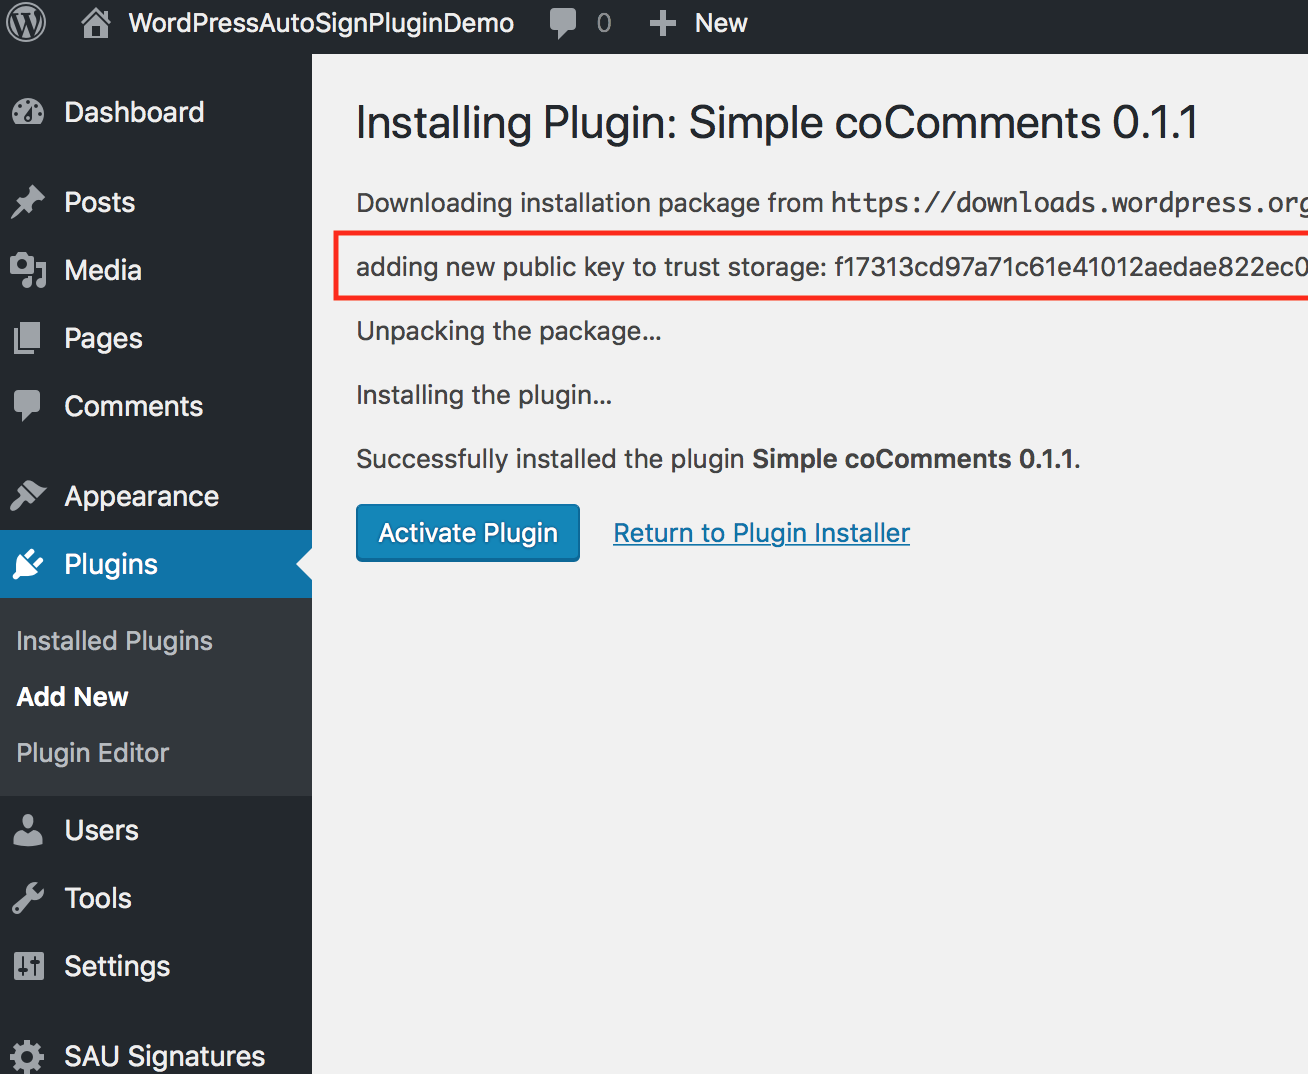 WordPressAutoSignPluginDemo 0 New
Dashboard
Posts
Media
Pages
Comments
Appearance
Plugins
Installed Plugins
Add New
Plugin Editor
Users
Tools
Settings
SAU Signatures
Installing Plugin: Simple coComments 0.1.1
Downloading installation package from https://downloads.wordpress.org
adding new public key to trust storage: f17313cd97a71c61e41012aedae822ec0
Unpacking the package...
Installing the plugin...
Successfully installed the plugin Simple coComments 0.1.1.
Activate Plugin Return to Plugin Installer